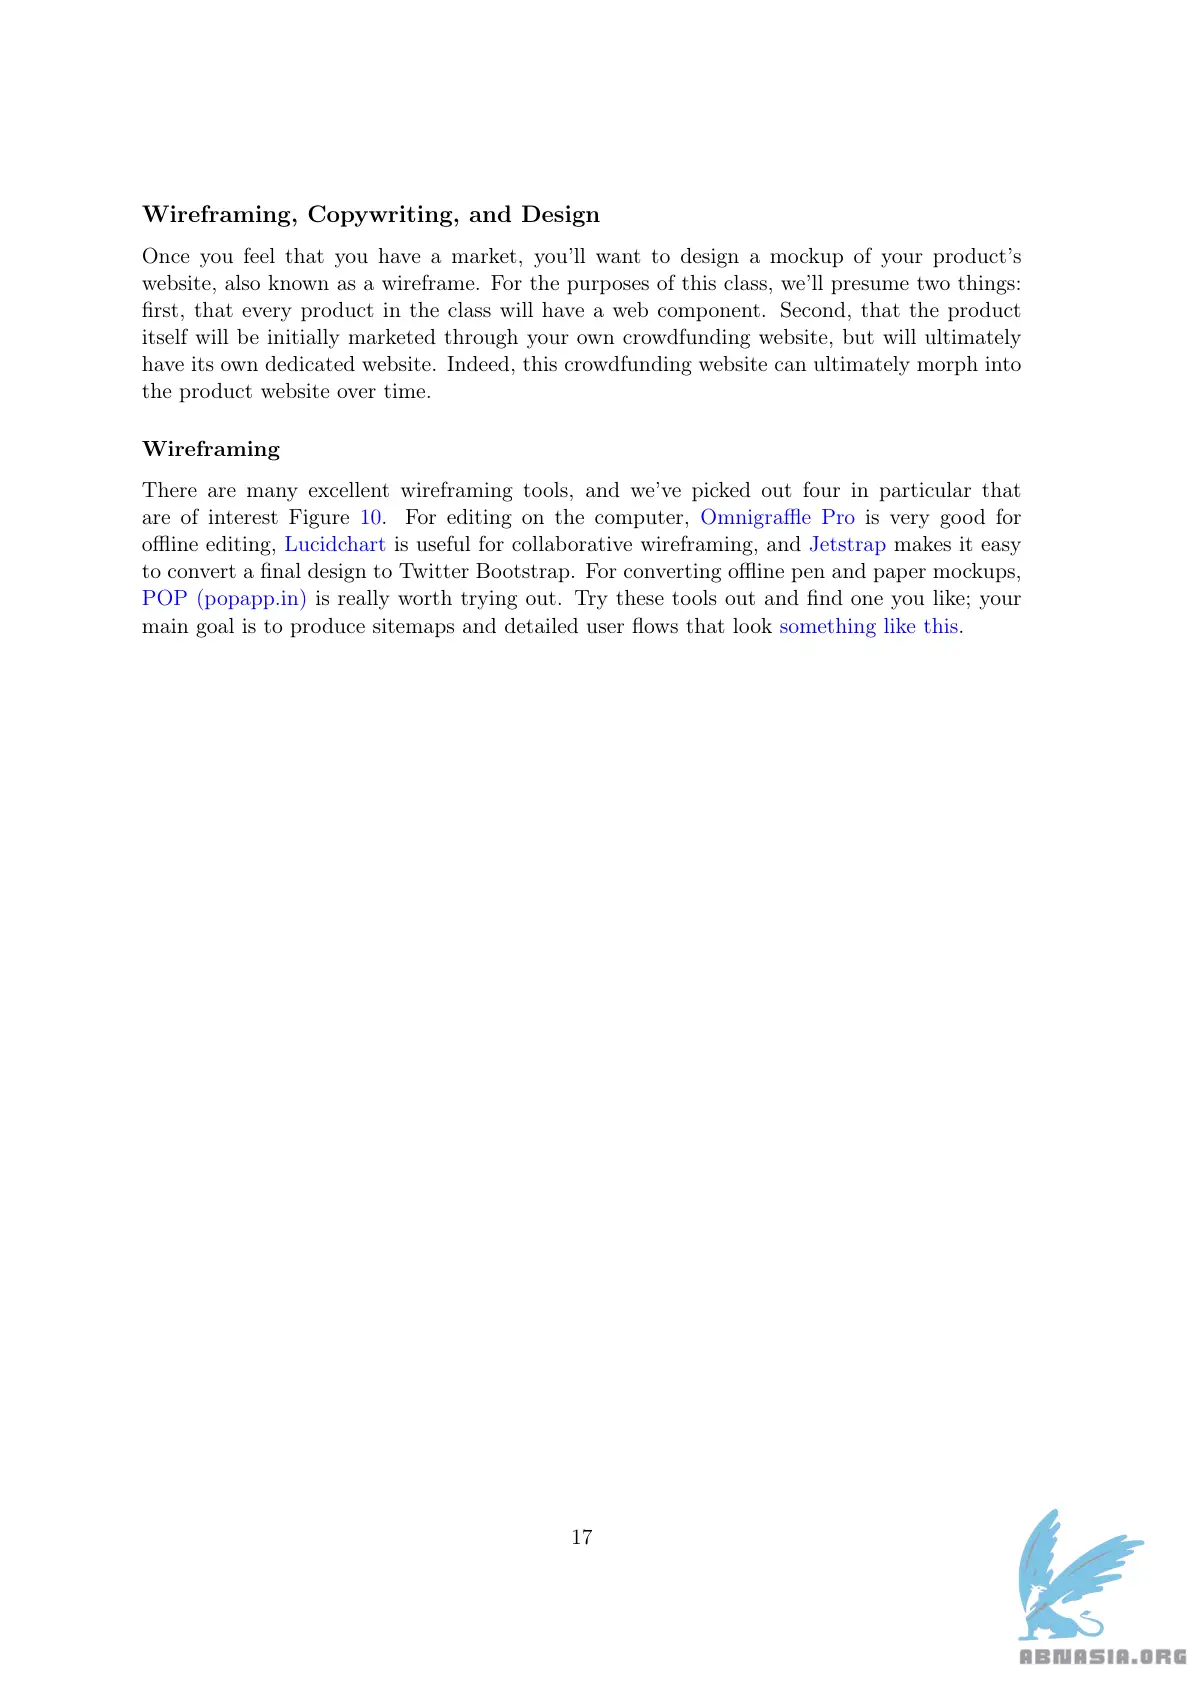 Wireframing, Copywriting, and Design
Once you feel that you have a market, you'll want to design a mockup of your product's
website, also known as a wireframe. For the purposes of this class, we'll presume two things:
first, that every product in the class will have a web component. Second, that the product
itself will be initially marketed through your own crowdfunding website, but will ultimately
have its own dedicated website. Indeed, this crowdfunding website can ultimately morph into
the product website over time.
Wireframing
There are many excellent wireframing tools, and we've picked out four in particular that
are of interest Figure 10. For editing on the computer, Omnigraffle Pro is very good for
offline editing, Lucidchart is useful for collaborative wireframing, and Jetstrap makes it easy
to convert a final design to Twitter Bootstrap. For converting offline pen and paper mockups,
POP (popapp.in) is really worth trying out. Try these tools out and find one you like; your
main goal is to produce sitemaps and detailed user flows that look something like this.
17
ABNASIA.ORG